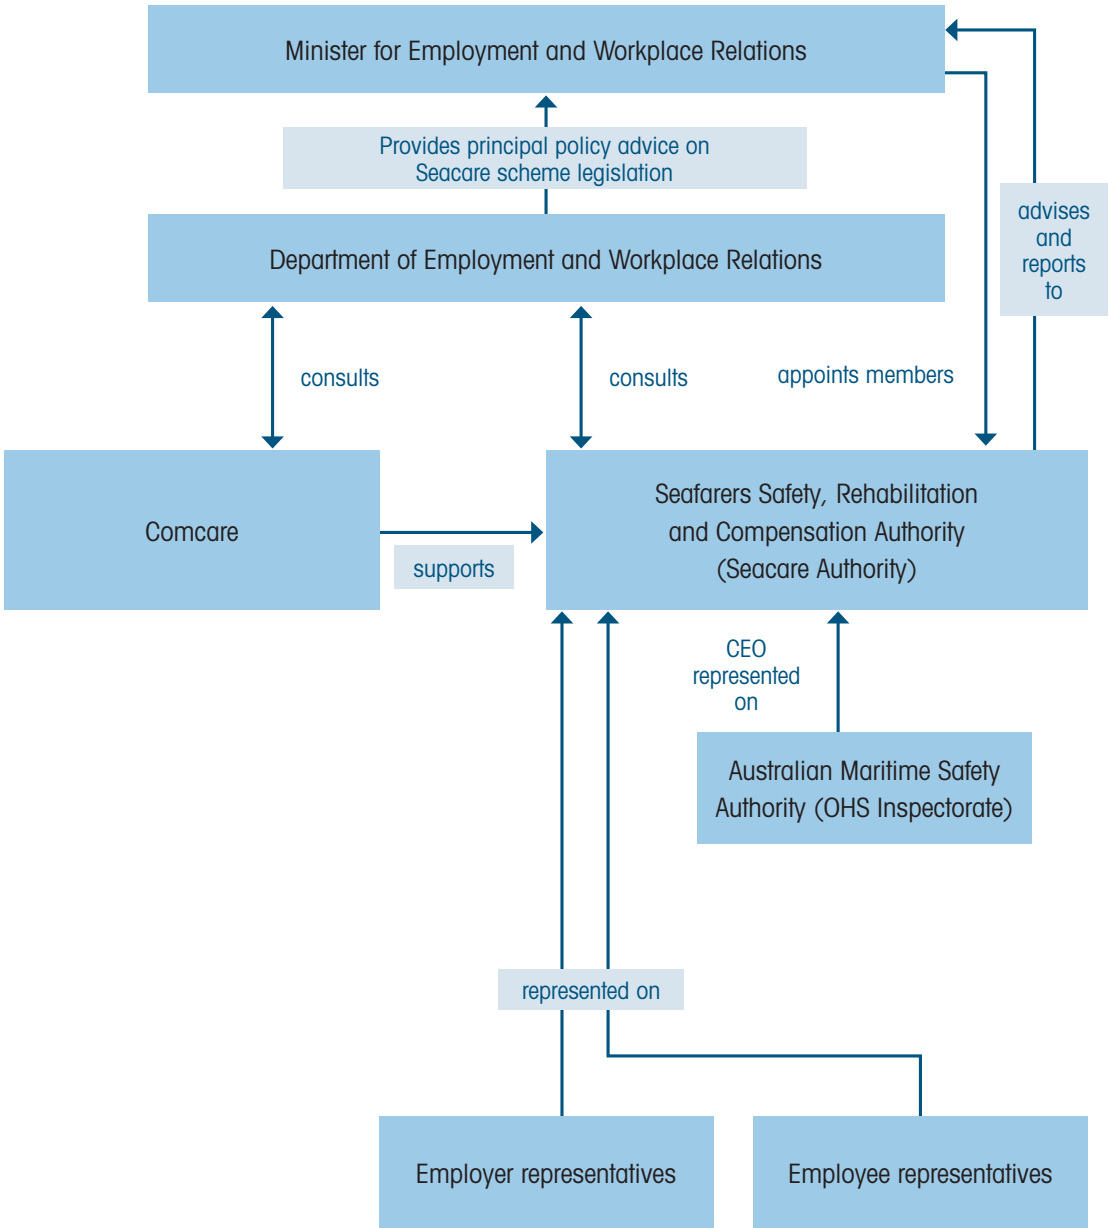 Minister for Employment and Workplace Relations
Provides principal policy advice on
Seacare scheme legislation
advises
and
reports
to
Department of Employment and Workplace Relations
consults
consults
appoints members
Comcare
supports
Seafarers Safety, Rehabilitation
and Compensation Authority
(Seacare Authority)
CEO
represented
on
Australian Maritime Safety
Authority (OHS Inspectorate)
represented on
Employer representatives
Employee representatives